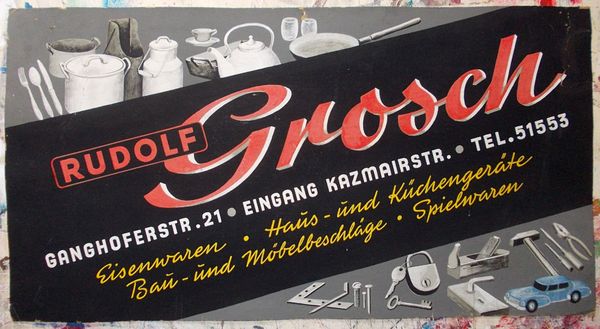 RUDOLF Grosch
GANGHOFERSTR. 21 • EINGANG KAZMAIRSTR. • TEL. 51553
Eisenwaren • Haus- und Küchengeräte
Bau- und Möbelbeschläge • Spielwaren